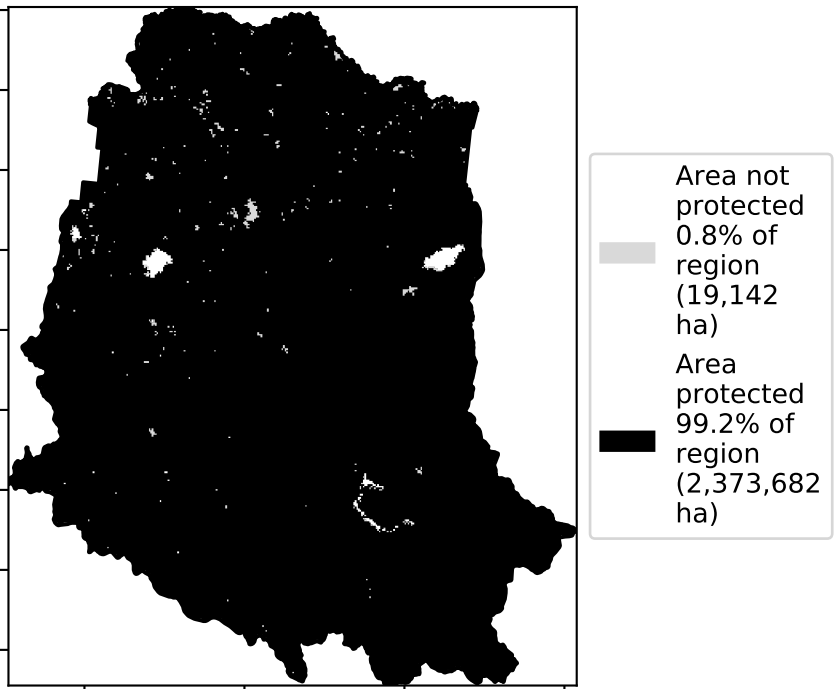 Area not
protected
0.8% of
region
(19,142
ha)
Area
protected
99.2% of
region
(2,373,682
ha)